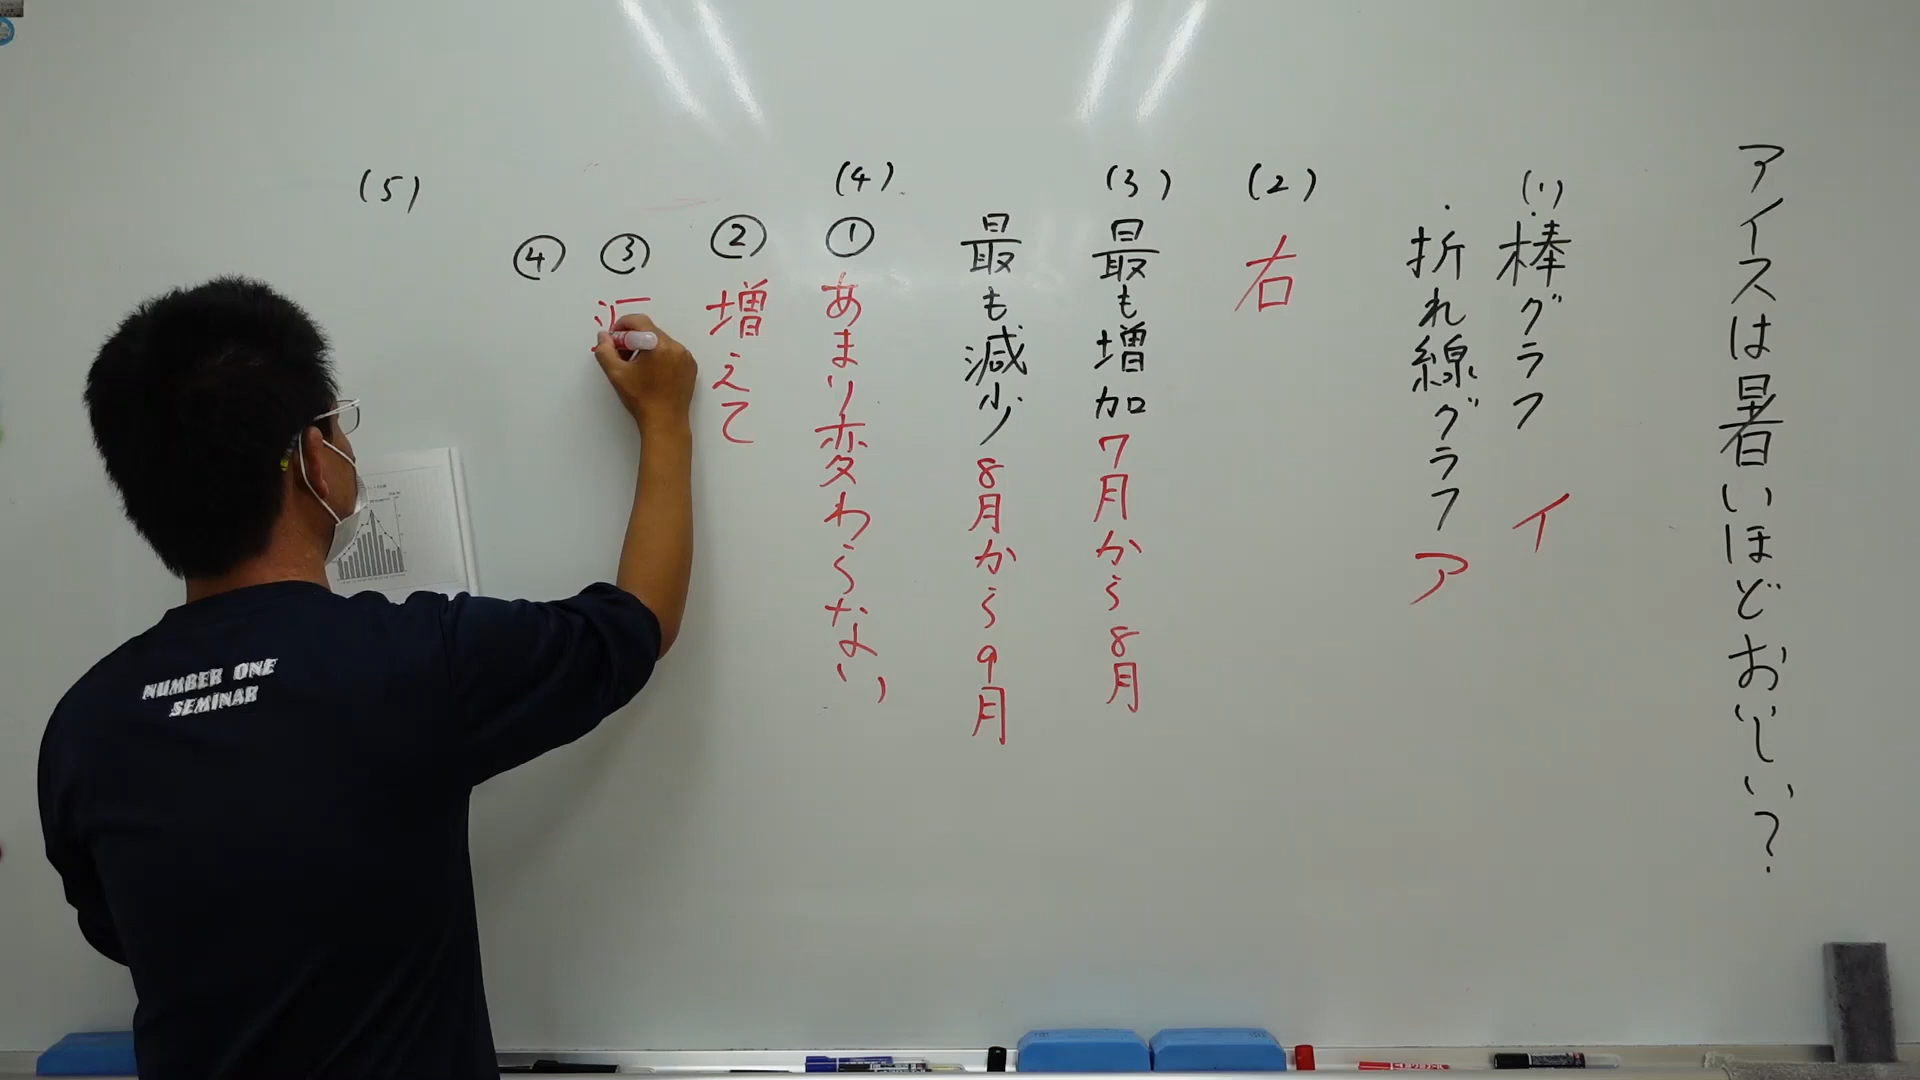 アイスは暑いほどおいしい?
(1)
・棒グラフ イ
・折れ線グラフ ア
(2)
右
(3)
最も増加 7月から8月
最も減少 8月から9月
(4)
① あまり変わらない
② 増えて
③
④
(5)
NUMBER ONE
SEMINAR